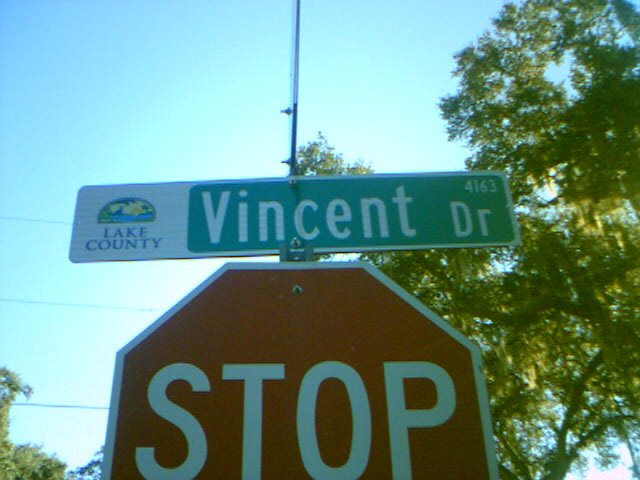 LAKE
COUNTY
Vincent Dr
4163
STOP